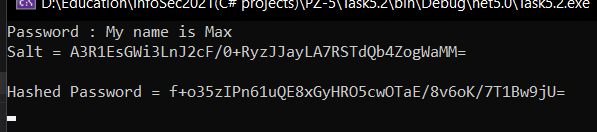 D:\Education\InfoSec2021(C# projects)\PZ-5\Task5.2\bin\Debug\net5.0\Task5.2.exe
Password : My name is Max
Salt = A3R1EsGWi3LnJ2cF/0+RyzJJayLA7RSTdQb4ZogWaMM=
Hashed Password = f+o35zIPn61uQE8xGyHRO5cwOTaE/8v6oK/7T1Bw9jU=